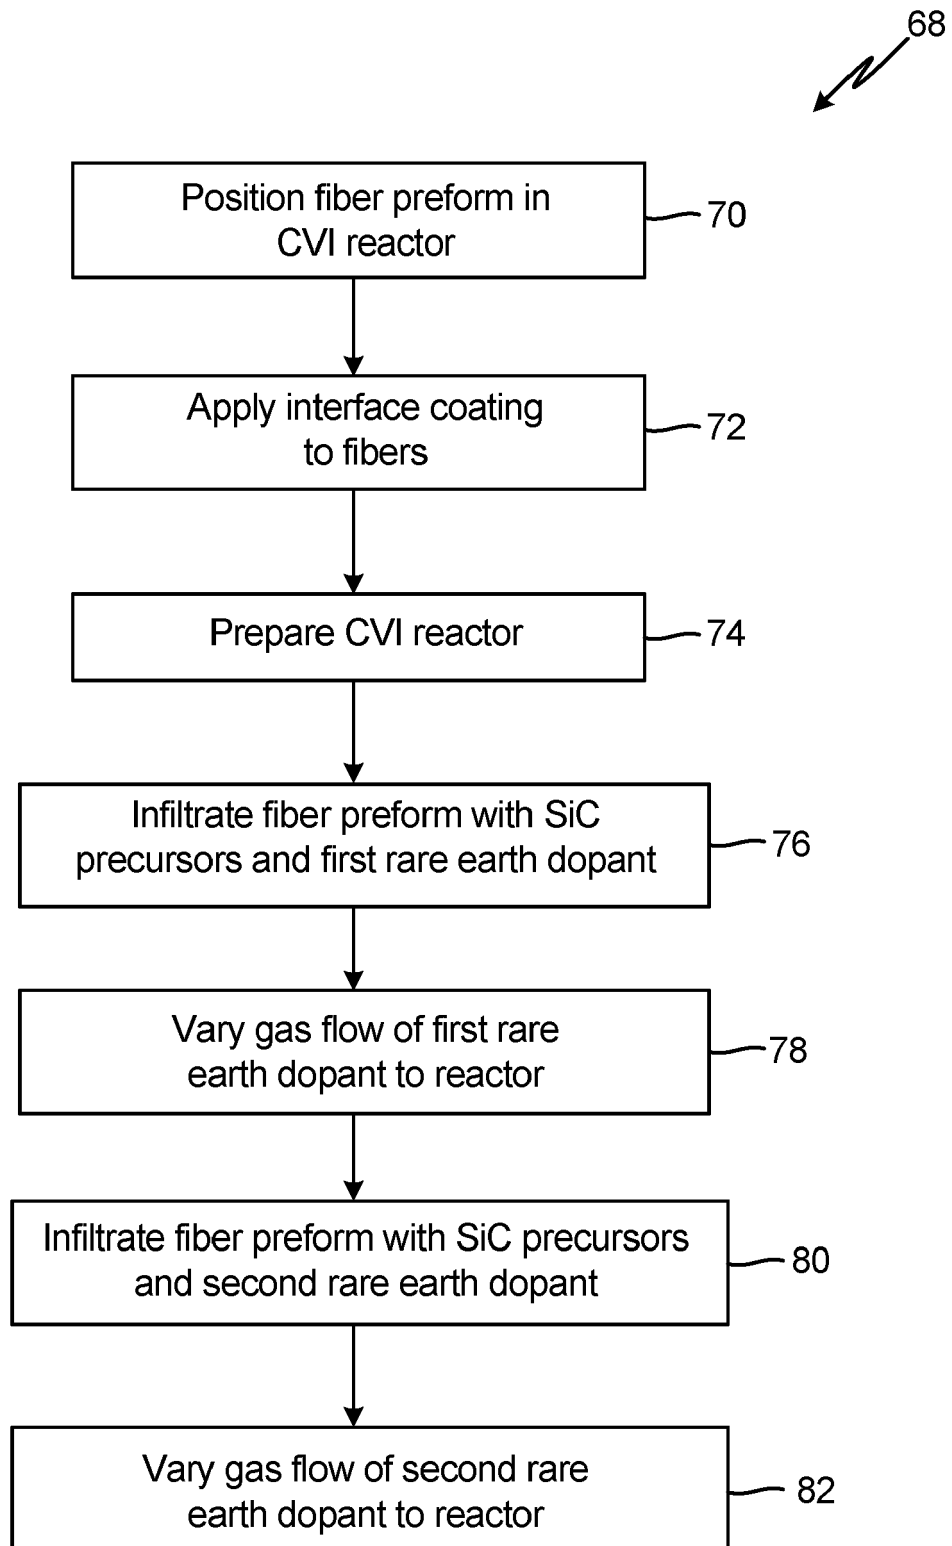 68
Position fiber preform in
CVI reactor
70
Apply interface coating
to fibers
72
Prepare CVI reactor
74
Infiltrate fiber preform with SiC
precursors and first rare earth dopant
76
Vary gas flow of first rare
earth dopant to reactor
78
Infiltrate fiber preform with SiC precursors
and second rare earth dopant
80
Vary gas flow of second rare
earth dopant to reactor
82